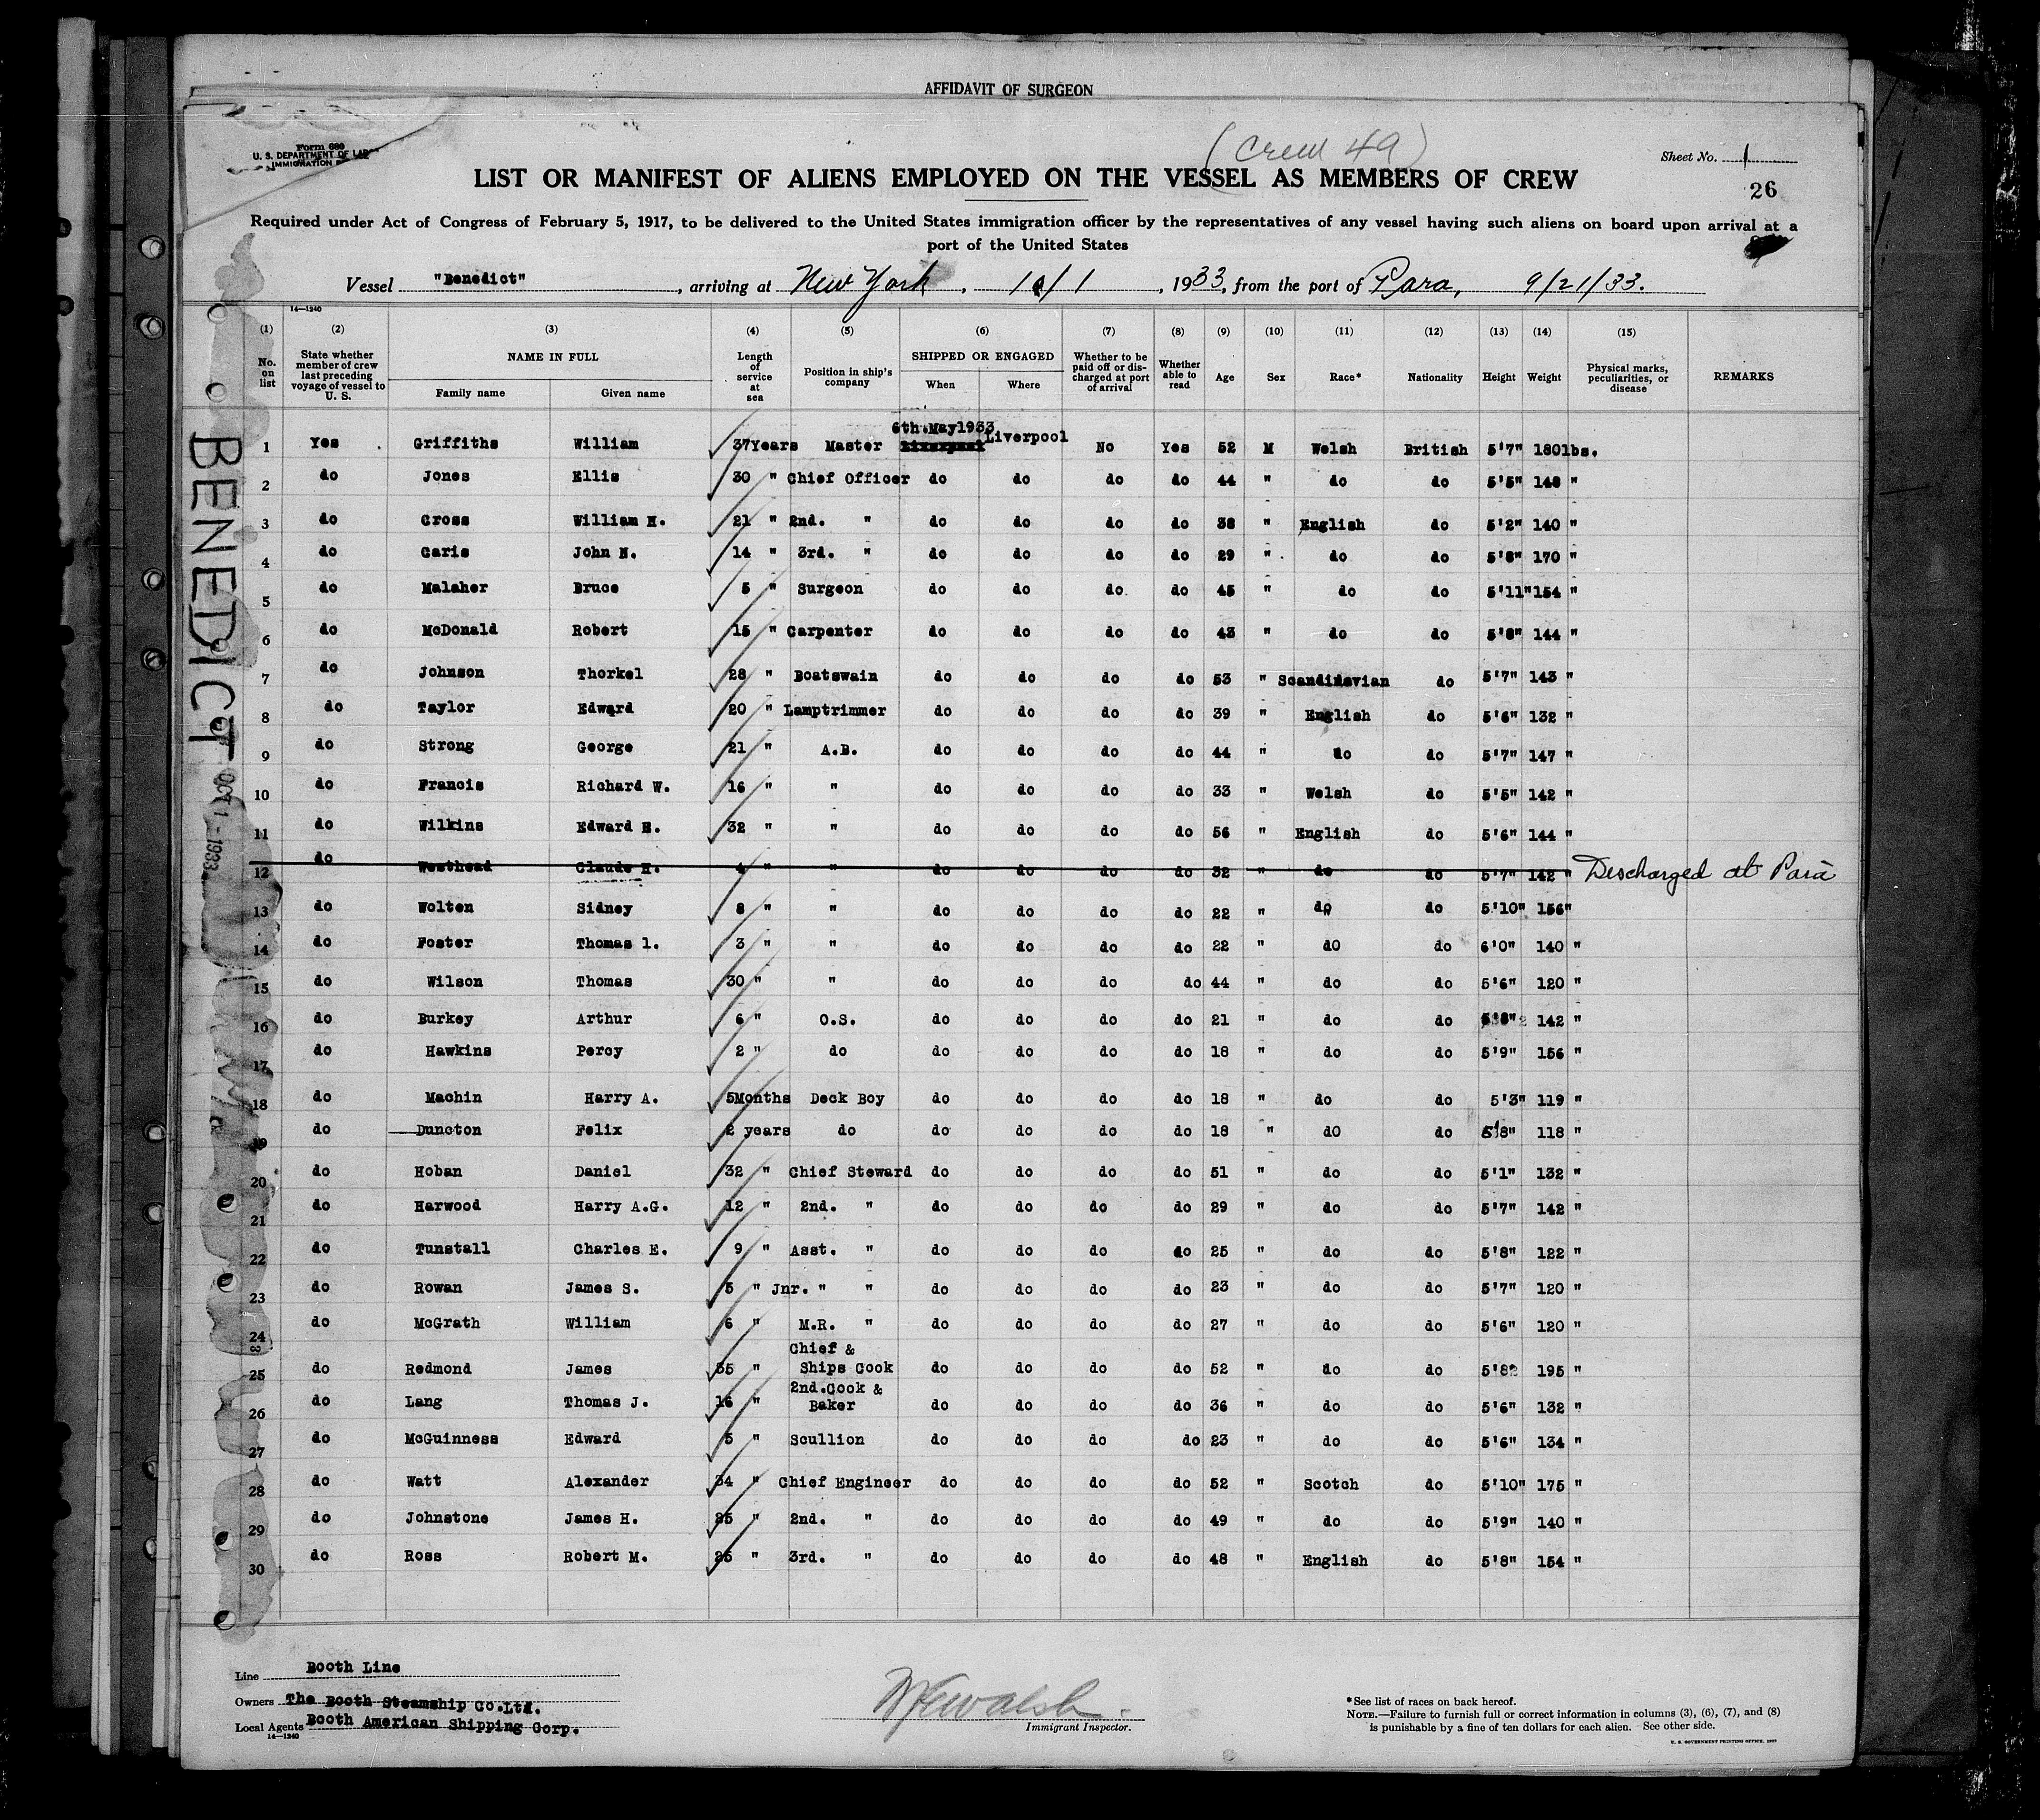 AFFIDAVIT OF SURGEON
(Crew 49)
Form 680
U. S. DEPARTMENT OF
IMMIGRATION
Sheet No. 1
LIST OR MANIFEST OF ALIENS EMPLOYED ON THE VESSEL AS MEMBERS OF CREW
26
Required under Act of Congress of February 5, 1917, to be delivered to the United States immigration officer by the representatives of any vessel having such aliens on board upon arrival at a
port of the United States
Vessel "Benedict", arriving at New York, 10/1, 1933, from the port of Para, 9/21/33.
14—1240
(1) (2) (3) (4) (5) (6) (7) (8) (9) (10) (11) (12) (13) (14) (15)
No. on list State whether member of crew last preceding voyage of vessel to U. S. NAME IN FULL Family name Given name Length of service at sea Position in ship's company SHIPPED OR ENGAGED When Where Whether to be paid off or discharged at port of arrival Whether able to read Age Sex Race* Nationality Height Weight Physical marks, peculiarities, or disease REMARKS
1 Yes Griffiths William 37Years Master 6th.May1933 Liverpool No Yes 52 M Welsh British 5'7" 180lbs.
2 do Jones Ellis 30 " Chief Officer do do do do 44 " do do 5'5" 148 "
3 do Cross William H. 21 " 2nd. " do do do do 38 " English do 5'2" 140 "
4 do Caris John N. 14 " 3rd. " do do do do 29 " do do 5'8" 170 "
5 do Malaher Bruce 5 " Surgeon do do do. do 45 " do do 5'11" 154 "
6 do McDonald Robert 15 " Carpenter do do do do 43 " do do 5'8" 144 "
7 do Johnson Thorkel 28 " Boatswain do do do do 53 " Scandinavian do 5'7" 143 "
8 do Taylor Edward 20 " Lamptrimmer do do do do 39 " English do 5'6" 132 "
9 do Strong George 21 " A.B. do do do do 44 " do do 5'7" 147 "
10 do Francis Richard W. 16 " " do do do do 33 " Welsh do 5'5" 142 "
11 do Wilkins Edward E. 32 " " do do do do 56 " English do 5'6" 144 "
12 do Westhead Claude H. 4 " " do do do do 32 " do do 5'7" 142 " Discharged at Pará
13 do Wolten Sidney 8 " " do do do do 22 " do do 5'10" 156"
14 do Foster Thomas l. 3 " " do do do do 22 " dO do 6'0" 140 "
15 do Wilson Thomas 30 " " do do do do 44 " do do 5'6" 120 "
16 do Burkey Arthur 6 " O.S. do do do do 21 " do do 142 "
17 do Hawkins Percy 2 " do do do do do 18 " do do 5'9" 156 "
18 do Machin Harry A. 5Months Deck Boy do do do do 18 " do do 5'3" 119 "
19 do Duncton Felix 2 years do do do do do 18 " dO do 5'8" 118 "
20 do Hoban Daniel 32 " Chief Steward do do do do 51 " do do 5'1" 132 "
21 do Harwood Harry A.G. 12 " 2nd. " do do do do 29 " do do 5'7" 142 "
22 do Tunstall Charles E. 9 " Asst. " do do do do 25 " do do 5'8" 122 "
23 do Rowan James S. 5 " Jnr. " " do do do do 23 " do do 5'7" 120 "
24 do McGrath William 6 " M.R. " do do do do 27 " do do 5'6" 120 "
25 do Redmond James 35 " Chief & Ships Cook do do do do 52 " do do 5'82 195 "
26 do Lang Thomas J. 16 " 2nd.Cook & Baker do do do do 36 " do do 5'6" 132 "
27 do McGuinness Edward 5 " Scullion do do do do 23 " do do 5'6" 134 "
28 do Watt Alexander 34 " Chief Engineer do do do do 52 " Scotch do 5'10" 175 "
29 do Johnstone James H. 25 " 2nd. " do do do do 49 " do do 5'9" 140 "
30 do Ross Robert M. 25 " 3rd. " do do do do 48 " English do 5'8" 154 "
BENEDICT
OCT 1 - 1933
Line Booth Line
Owners The Booth Steamship Co.Ltd.
Local Agents Booth American Shipping Corp.
14—1240
Immigrant Inspector.
*See list of races on back hereof.
NOTE.—Failure to furnish full or correct information in columns (3), (6), (7), and (8)
is punishable by a fine of ten dollars for each alien. See other side.
U. S. GOVERNMENT PRINTING OFFICE